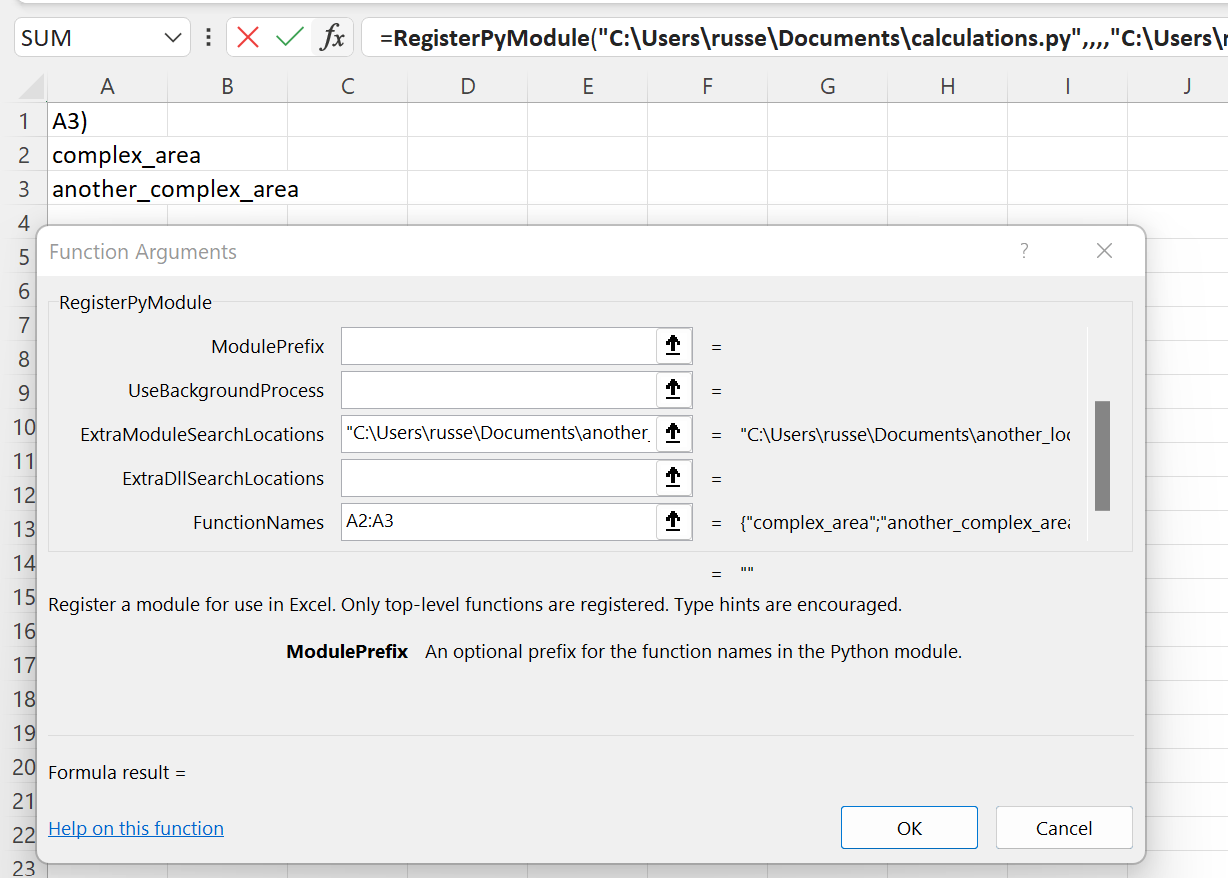 SUM
fx
=RegisterPyModule("C:\Users\russe\Documents\calculations.py",,,,"C:\Users\
A B C D E F G H I J
1 A3)
2 complex_area
3 another_complex_area
4
5
6
7
8
9
10
11
12
13
14
15
16
17
18
19
20
21
22
23
Function Arguments ?
RegisterPyModule
ModulePrefix =
UseBackgroundProcess =
ExtraModuleSearchLocations "C:\Users\russe\Documents\another_ = "C:\Users\russe\Documents\another_loc
ExtraDllSearchLocations =
FunctionNames A2:A3 = {"complex_area";"another_complex_area
= ""
Register a module for use in Excel. Only top-level functions are registered. Type hints are encouraged.
ModulePrefix An optional prefix for the function names in the Python module.
Formula result =
Help on this function
OK Cancel